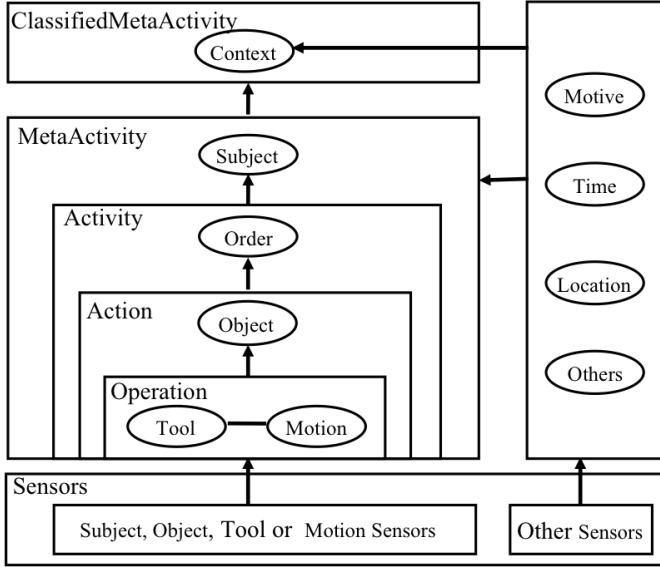 ClassifiedMetaActivity
Context
Motive
MetaActivity
Subject
Time
Activity
Order
Location
Action
Object
Others
Operation
Tool
Motion
Sensors
Subject, Object, Tool or Motion Sensors
Other Sensors